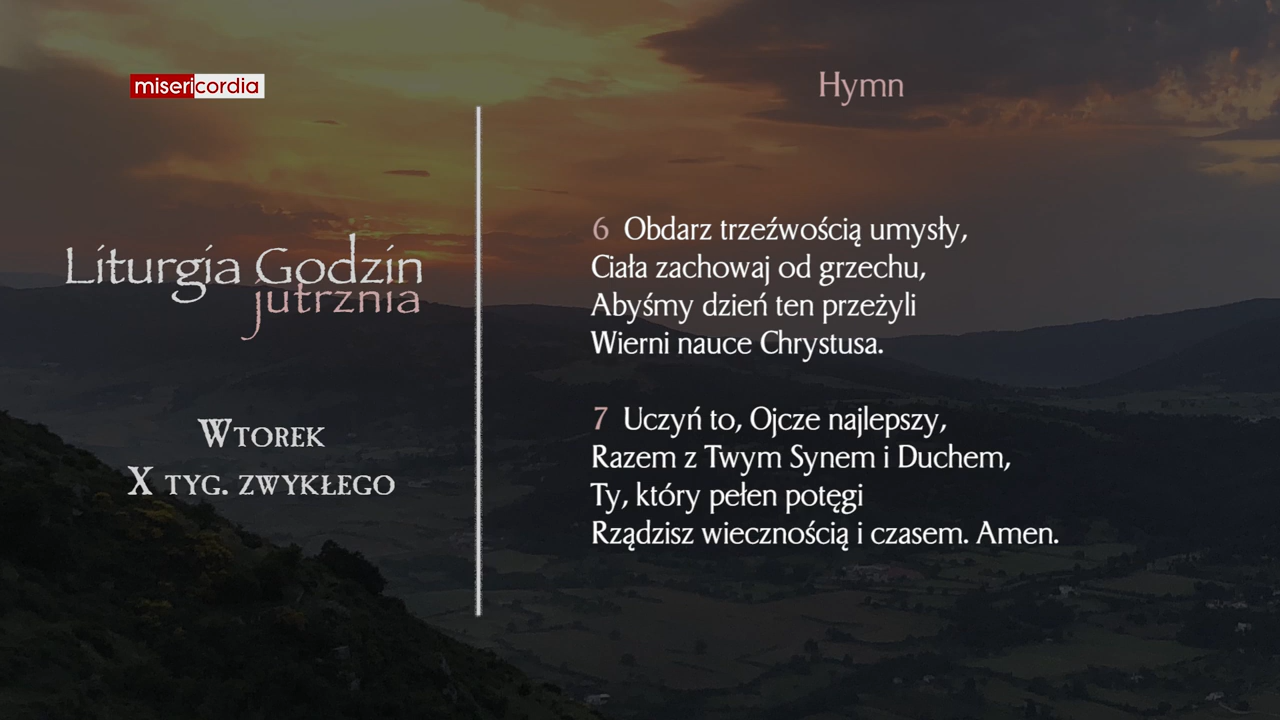 misericordia
Liturgia Godzin
jutrznia
Wtorek
X tyg. zwykłego
Hymn
6 Obdarz trzeźwością umysły,
Ciała zachowaj od grzechu,
Abyśmy dzień ten przeżyli
Wierni nauce Chrystusa.
7 Uczyń to, Ojcze najlepszy,
Razem z Twym Synem i Duchem,
Ty, który pełen potęgi
Rządzisz wiecznością i czasem. Amen.